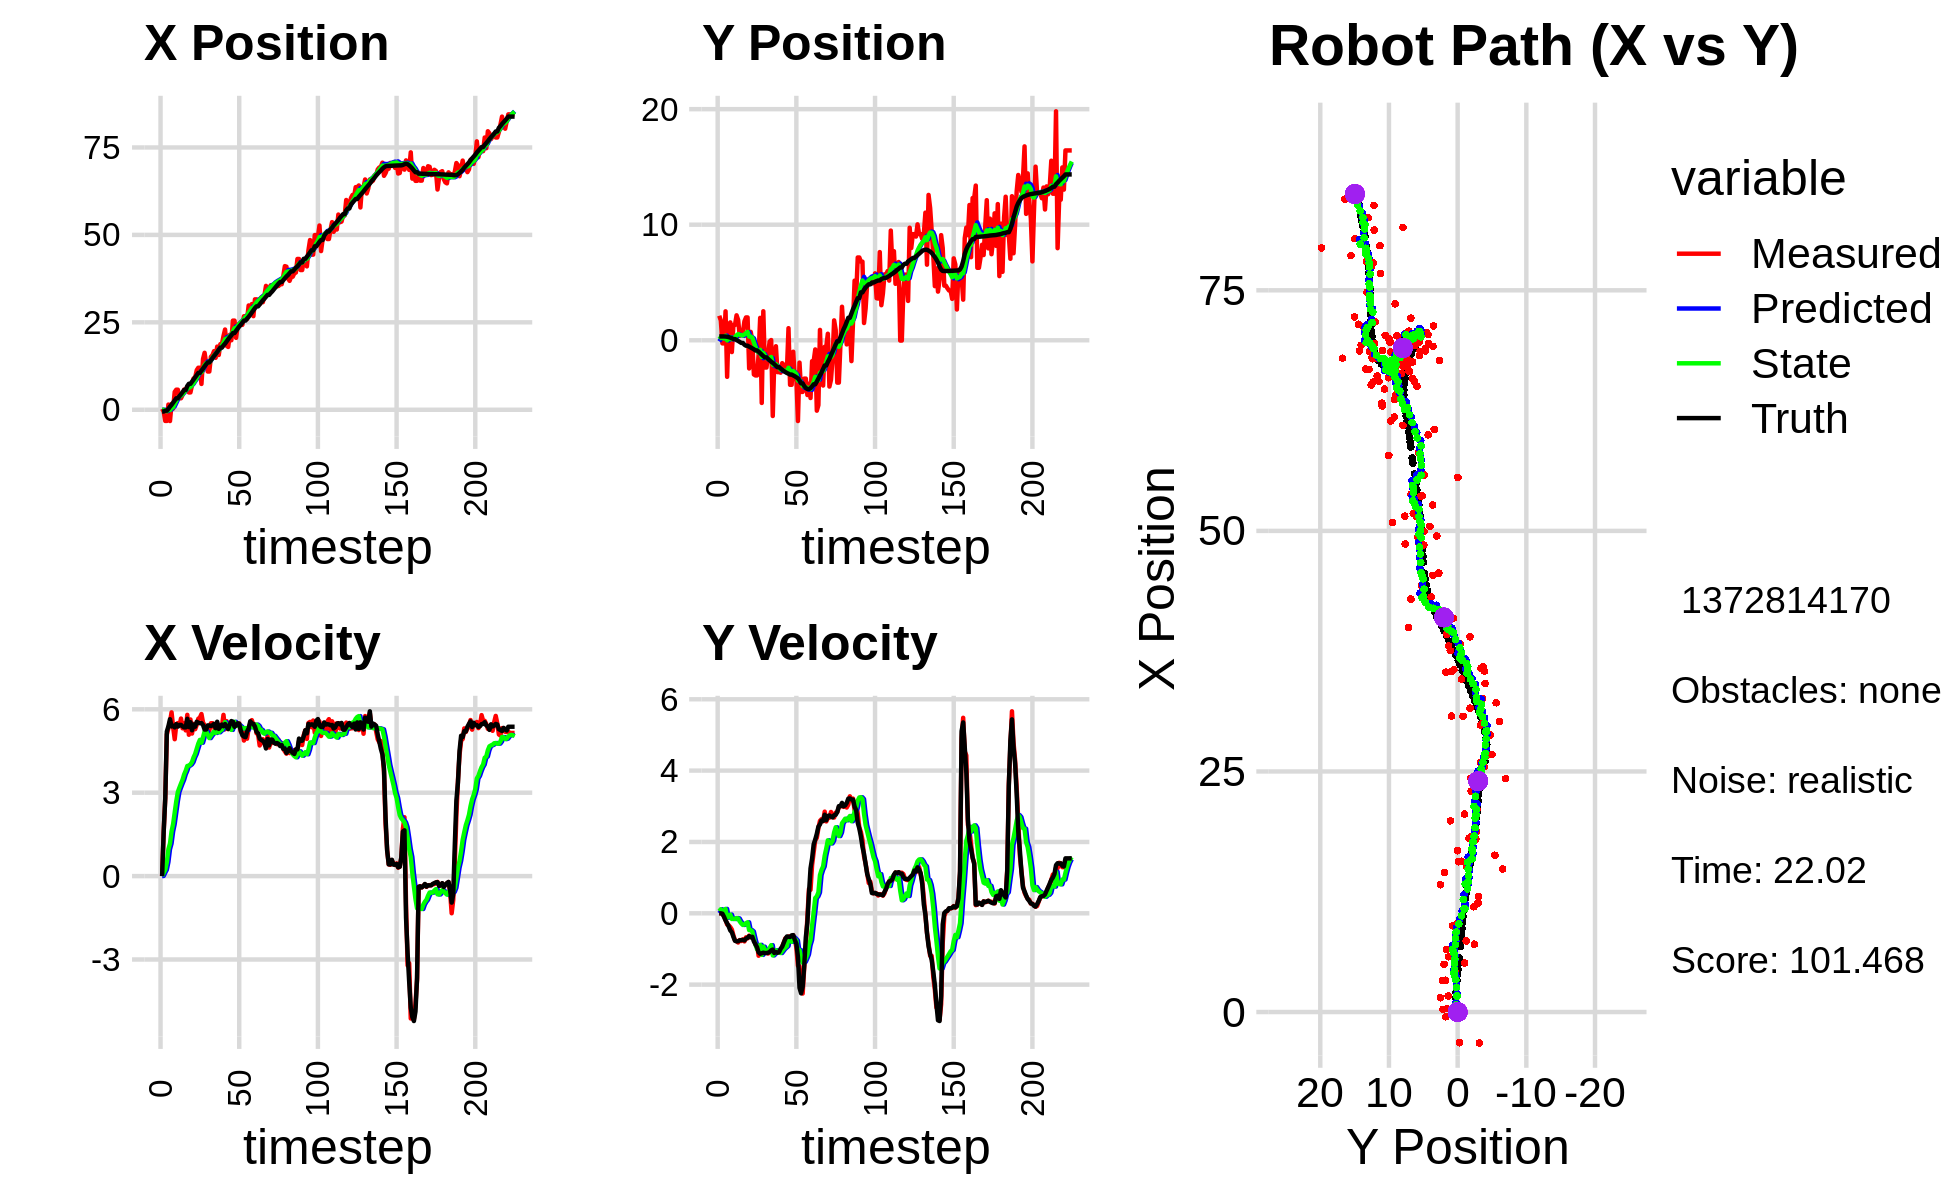 X Position
75
50
25
0
0
50
100
150
200
timestep
Y Position
20
10
0
0
50
100
150
200
timestep
X Velocity
6
3
0
-3
0
50
100
150
200
timestep
Y Velocity
6
4
2
0
-2
0
50
100
150
200
timestep
Robot Path (X vs Y)
X Position
75
50
25
0
20 10 0 -10 -20
Y Position
variable
Measured
Predicted
State
Truth
1372814170
Obstacles: none
Noise: realistic
Time: 22.02
Score: 101.468